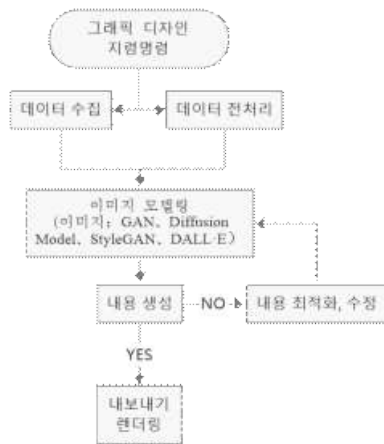 그래픽 디자인
지령명령
데이터 수집
데이터 전처리
이미지 모델링
(이미지: GAN、Diffusion
Model、StyleGAN、DALL·E)
내용 생성
NO
내용 최적화, 수정
YES
내보내기
렌더링